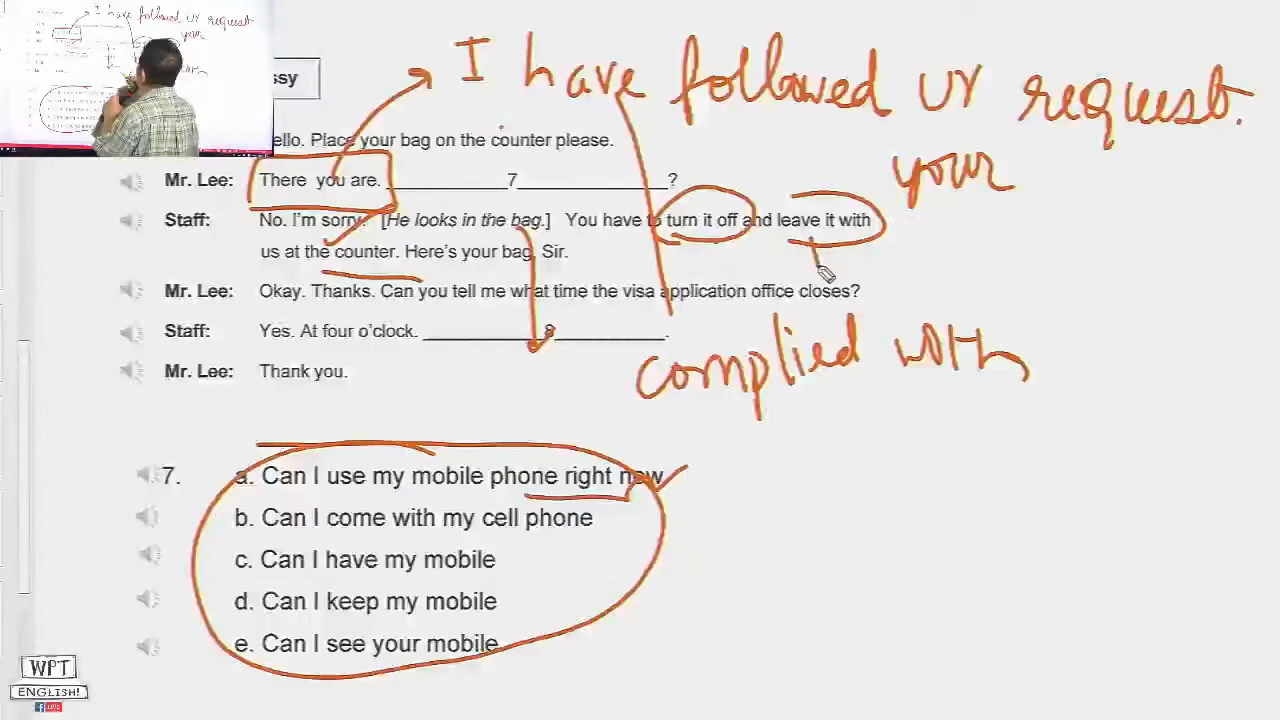 I have followed ur request.
your
ssy
ello. Place your bag on the counter please.
Mr. Lee: There you are. ________ 7 ________?
Staff: No. I'm sorry. [He looks in the bag.] You have to turn it off and leave it with
us at the counter. Here's your bag, Sir.
Mr. Lee: Okay. Thanks. Can you tell me what time the visa application office closes?
Staff: Yes. At four o'clock. ________ 8 ________.
complied with
Mr. Lee: Thank you.
7. a. Can I use my mobile phone right now
b. Can I come with my cell phone
c. Can I have my mobile
d. Can I keep my mobile
e. Can I see your mobile
WPT
ENGLISH!